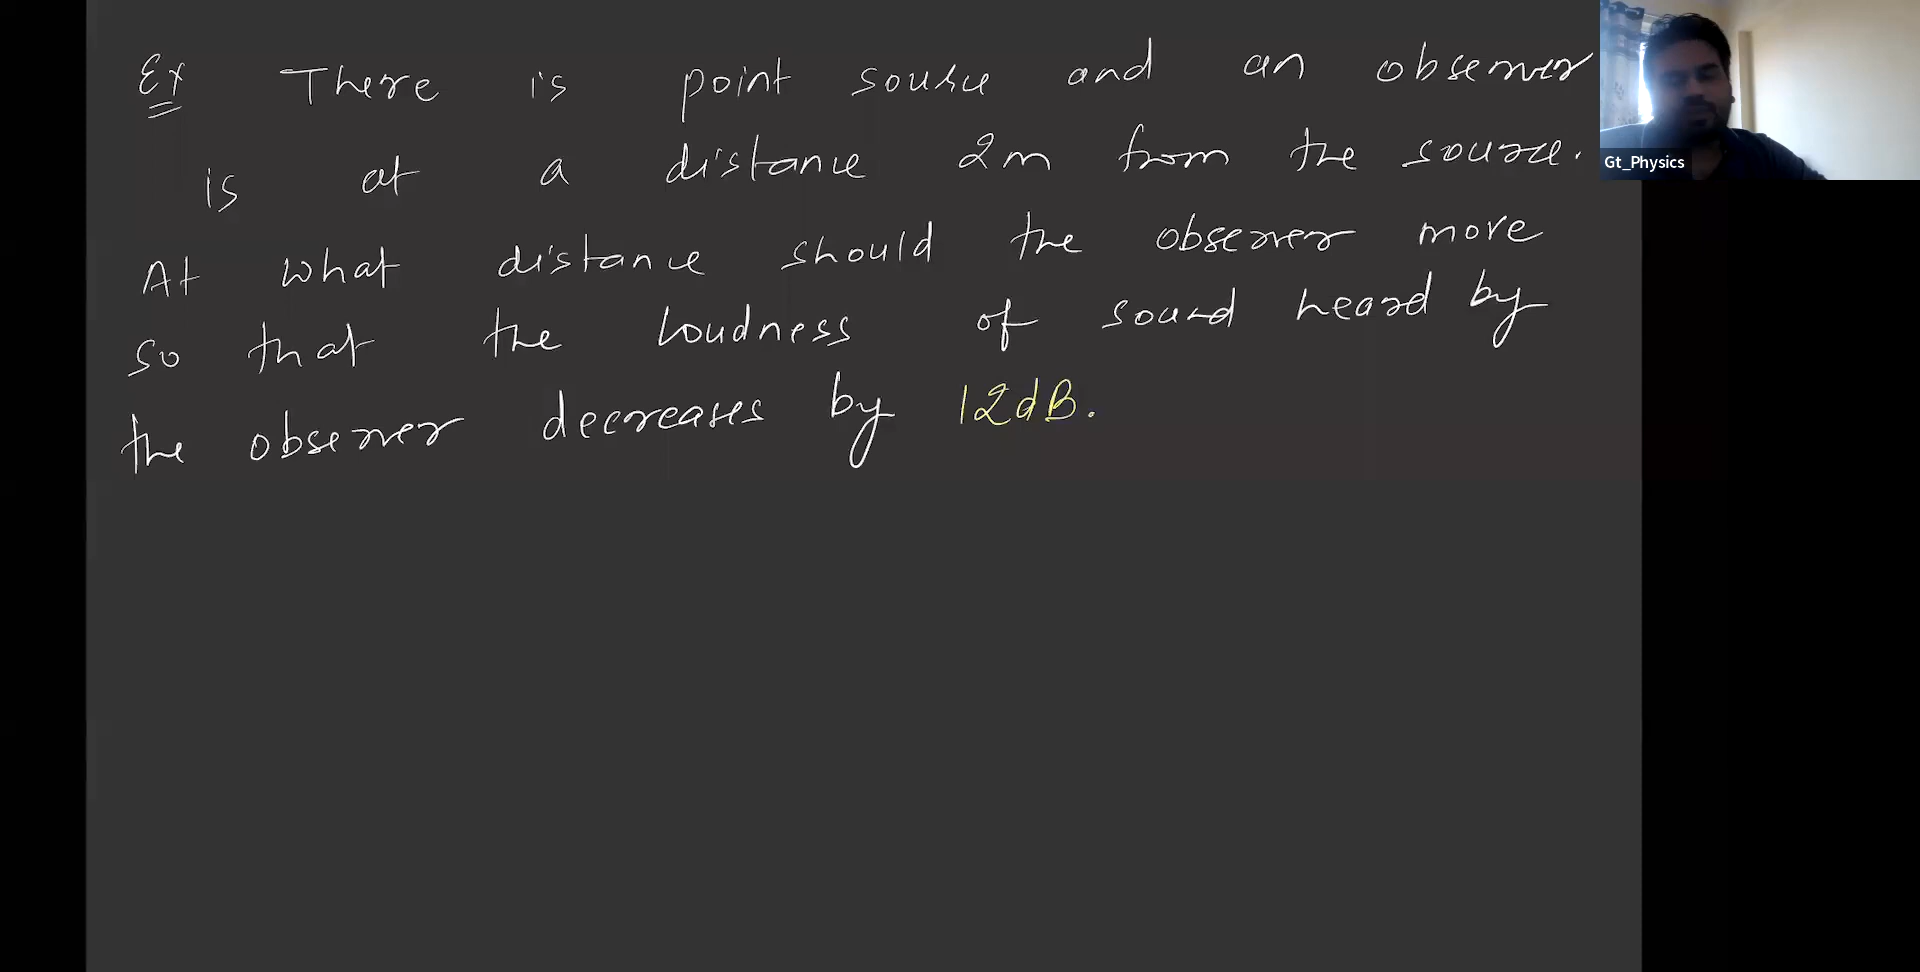 Ex There is point source and an observer
is at a distance 2m from the source.
At what distance should the observer move
so that the loudness of sound heard by
the observer decreases by 12dB.
Gt_Physics